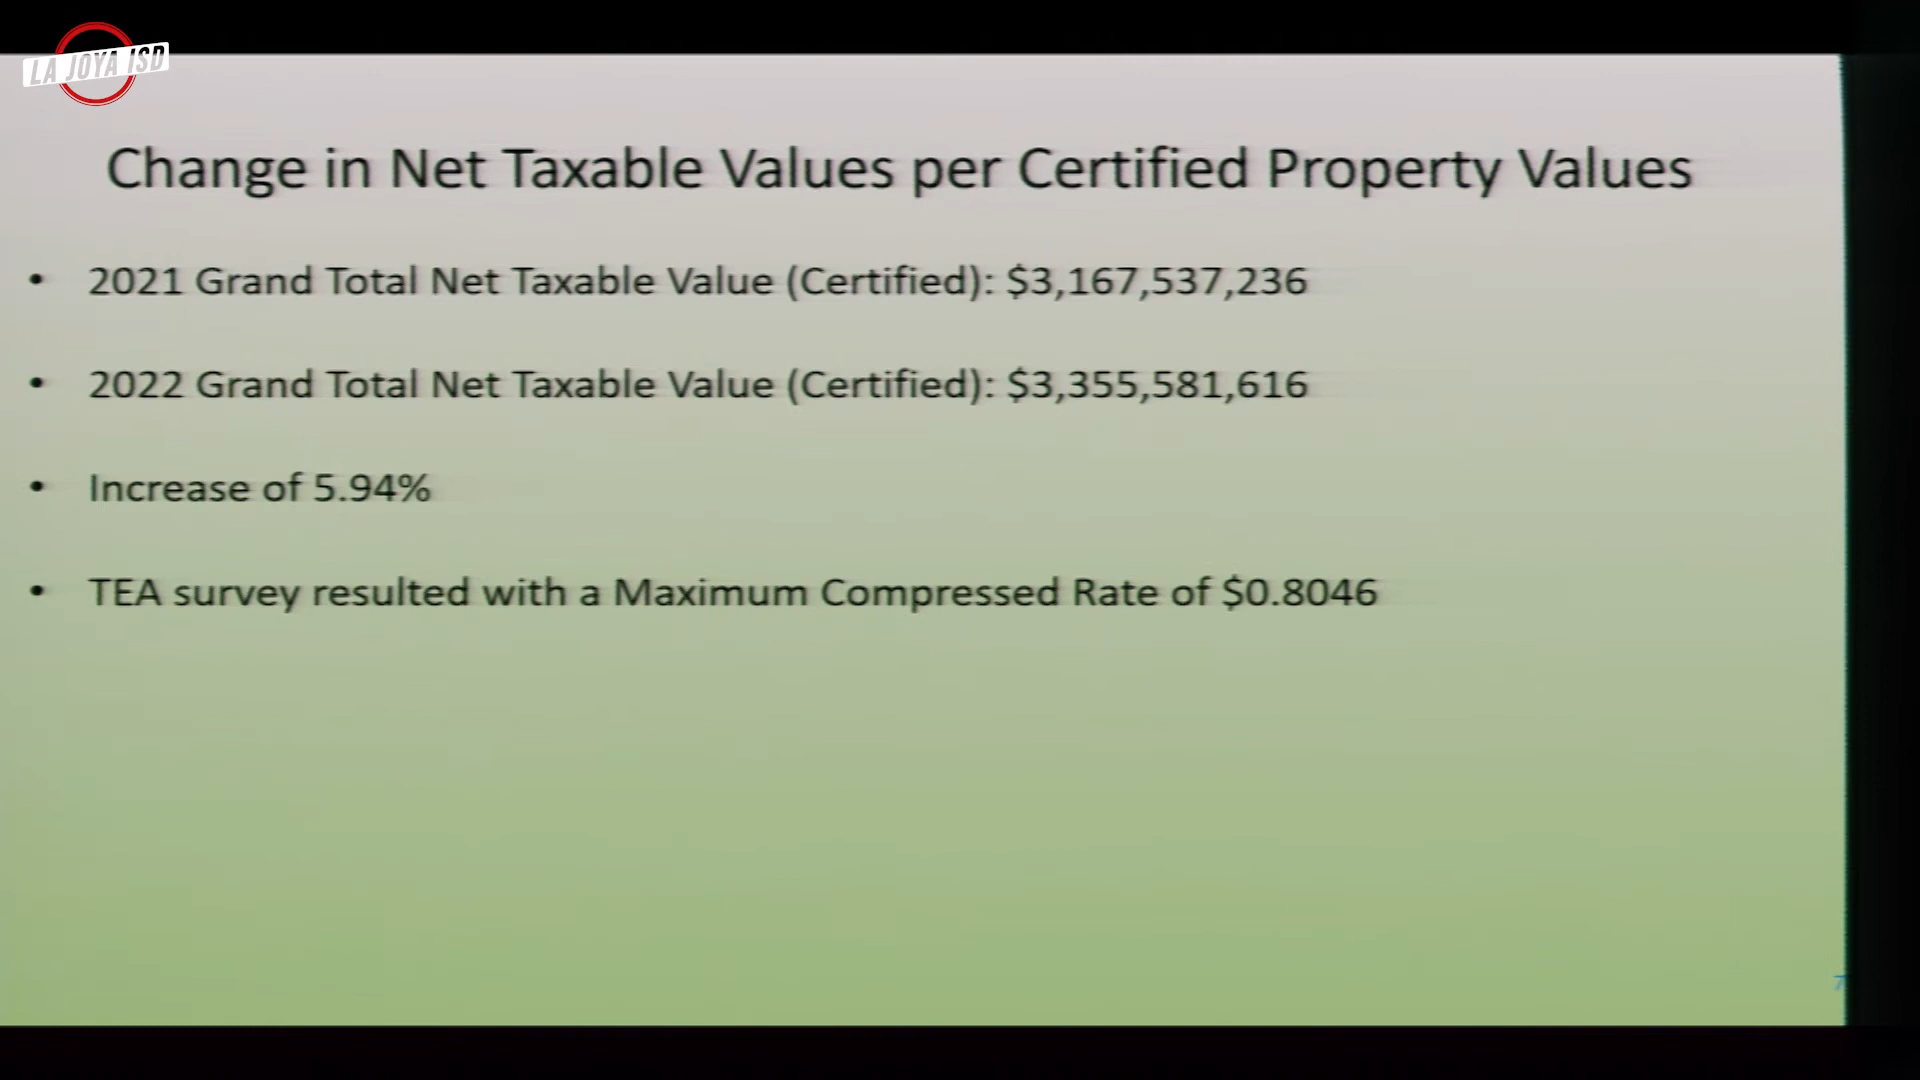 LA JOYA ISD
Change in Net Taxable Values per Certified Property Values
• 2021 Grand Total Net Taxable Value (Certified): $3,167,537,236
• 2022 Grand Total Net Taxable Value (Certified): $3,355,581,616
• Increase of 5.94%
• TEA survey resulted with a Maximum Compressed Rate of $0.8046
7